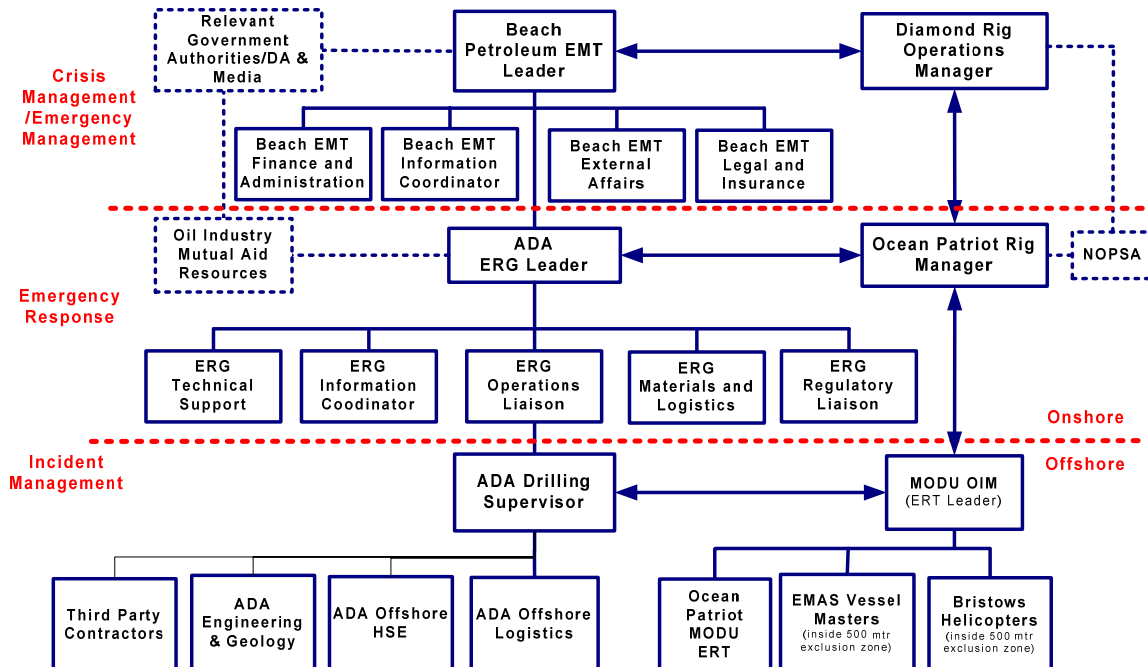 Relevant
Government
Authorities/DA &
Media
Beach
Petroleum EMT
Leader
Diamond Rig
Operations
Manager
Crisis
Management
/Emergency
Management
Beach EMT
Finance and
Administration
Beach EMT
Information
Coordinator
Beach EMT
External
Affairs
Beach EMT
Legal and
Insurance
Oil Industry
Mutual Aid
Resources
ADA
ERG Leader
Ocean Patriot Rig
Manager
NOPSA
Emergency
Response
ERG
Technical
Support
ERG
Information
Coodinator
ERG
Operations
Liaison
ERG
Materials and
Logistics
ERG
Regulatory
Liaison
Onshore
Incident
Management
Offshore
ADA Drilling
Supervisor
MODU OIM
(ERT Leader)
Third Party
Contractors
ADA
Engineering
& Geology
ADA Offshore
HSE
ADA Offshore
Logistics
Ocean
Patriot
MODU
ERT
EMAS Vessel
Masters
(inside 500 mtr
exclusion zone)
Bristows
Helicopters
(inside 500 mtr
exclusion zone)